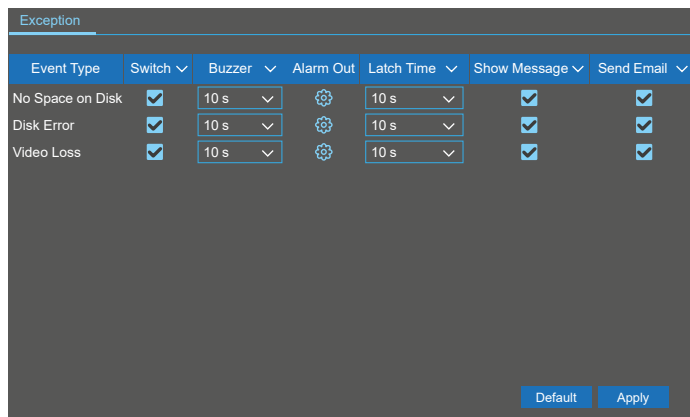 Exception
Event Type Switch Buzzer Alarm Out Latch Time Show Message Send Email
No Space on Disk 10 s 10 s
Disk Error 10 s 10 s
Video Loss 10 s 10 s
Default Apply